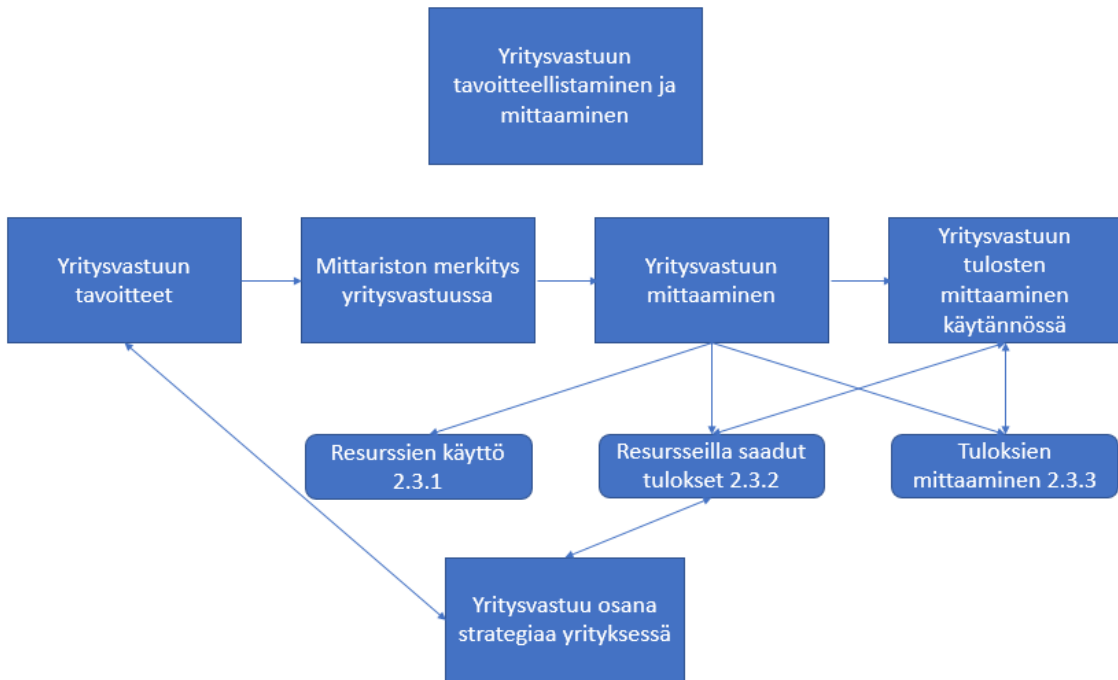 Yritysvastuun
tavoitteellistaminen ja
mittaaminen
Yritysvastuun
tavoitteet
Mittariston merkitys
yritysvastuussa
Yritysvastuun
mittaaminen
Yritysvastuun
tulosten
mittaaminen
käytännössä
Resurssien käyttö
2.3.1
Resursseilla saadut
tulokset 2.3.2
Tuloksien
mittaaminen 2.3.3
Yritysvastuu osana
strategiaa yrityksessä